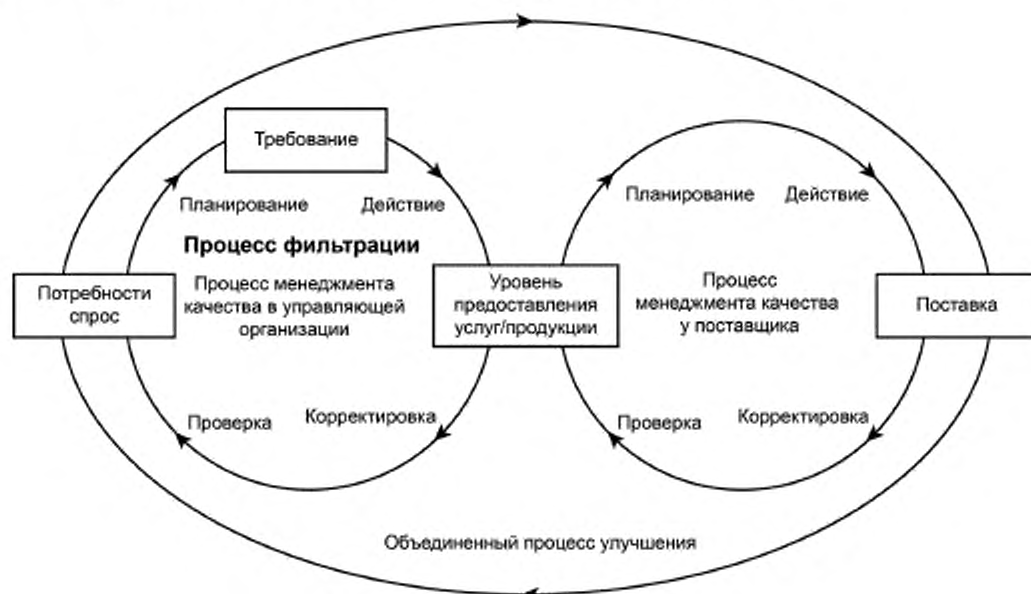 Требование
Планирование
Действие
Процесс фильтрации
Потребности
спрос
Процесс менеджмента
качества в управляющей
организации
Уровень
предоставления
услуг/продукции
Проверка
Корректировка
Планирование
Действие
Процесс
менеджмента качества
у поставщика
Поставка
Проверка
Корректировка
Объединенный процесс улучшения